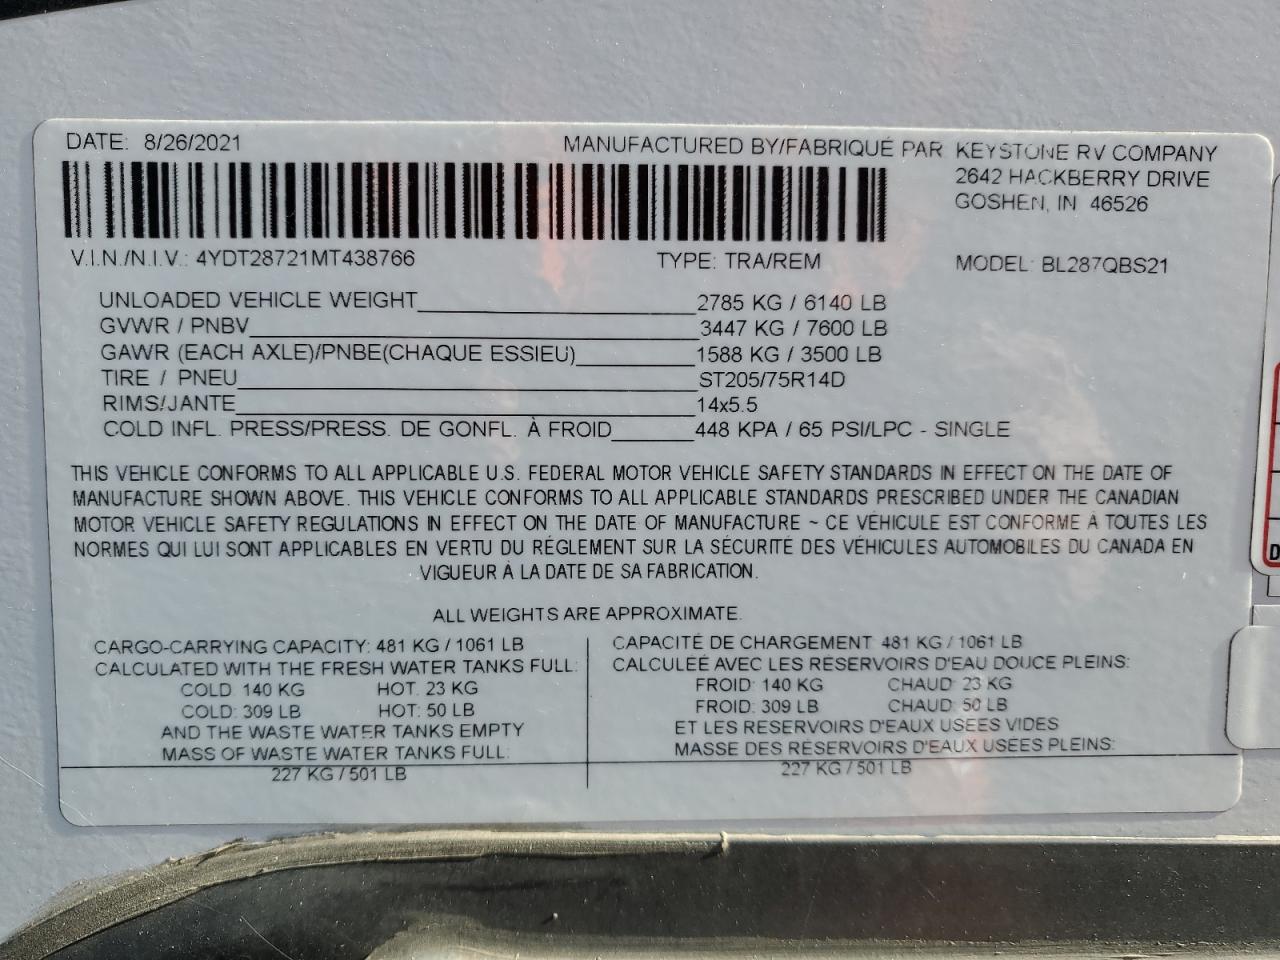 DATE: 8/26/2021 MANUFACTURED BY/FABRIQUÉ PAR KEYSTONE RV COMPANY
2642 HACKBERRY DRIVE
GOSHEN, IN 46526
V.I.N./N.I.V.: 4YDT28721MT438766 TYPE: TRA/REM MODEL: BL287QBS21
UNLOADED VEHICLE WEIGHT 2785 KG / 6140 LB
GVWR / PNBV 3447 KG / 7600 LB
GAWR (EACH AXLE)/PNBE(CHAQUE ESSIEU) 1588 KG / 3500 LB
TIRE / PNEU ST205/75R14D
RIMS/JANTE 14x5.5
COLD INFL. PRESS/PRESS. DE GONFL. À FROID 448 KPA / 65 PSI/LPC - SINGLE
THIS VEHICLE CONFORMS TO ALL APPLICABLE U.S. FEDERAL MOTOR VEHICLE SAFETY STANDARDS IN EFFECT ON THE DATE OF
MANUFACTURE SHOWN ABOVE. THIS VEHICLE CONFORMS TO ALL APPLICABLE STANDARDS PRESCRIBED UNDER THE CANADIAN
MOTOR VEHICLE SAFETY REGULATIONS IN EFFECT ON THE DATE OF MANUFACTURE ~ CE VÉHICULE EST CONFORME À TOUTES LES
NORMES QUI LUI SONT APPLICABLES EN VERTU DU RÉGLEMENT SUR LA SÉCURITÉ DES VÉHICULES AUTOMOBILES DU CANADA EN
VIGUEUR À LA DATE DE SA FABRICATION.
ALL WEIGHTS ARE APPROXIMATE.
CARGO-CARRYING CAPACITY: 481 KG / 1061 LB
CALCULATED WITH THE FRESH WATER TANKS FULL:
COLD: 140 KG HOT: 23 KG
COLD: 309 LB HOT: 50 LB
AND THE WASTE WATER TANKS EMPTY
MASS OF WASTE WATER TANKS FULL:
227 KG / 501 LB
CAPACITÉ DE CHARGEMENT 481 KG / 1061 LB
CALCULÉE AVEC LES RÉSERVOIRS D'EAU DOUCE PLEINS:
FROID: 140 KG CHAUD: 23 KG
FROID: 309 LB CHAUD: 50 LB
ET LES RÉSERVOIRS D'EAUX USÉES VIDES
MASSE DES RÉSERVOIRS D'EAUX USÉES PLEINS:
227 KG / 501 LB